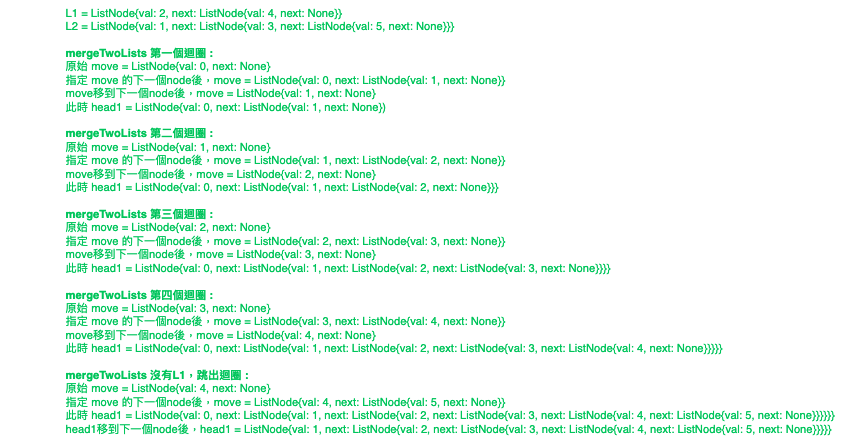 L1 = ListNode{val: 2, next: ListNode{val: 4, next: None}}
L2 = ListNode{val: 1, next: ListNode{val: 3, next: ListNode{val: 5, next: None}}}
mergeTwoLists 第一個迴圈：
原始 move = ListNode{val: 0, next: None}
指定 move 的下一個node後，move = ListNode{val: 0, next: ListNode{val: 1, next: None}}
move移到下一個node後，move = ListNode{val: 1, next: None}
此時 head1 = ListNode{val: 0, next: ListNode{val: 1, next: None})
mergeTwoLists 第二個迴圈：
原始 move = ListNode{val: 1, next: None}
指定 move 的下一個node後，move = ListNode{val: 1, next: ListNode{val: 2, next: None}}
move移到下一個node後，move = ListNode{val: 2, next: None}
此時 head1 = ListNode{val: 0, next: ListNode{val: 1, next: ListNode{val: 2, next: None}}}
mergeTwoLists 第三個迴圈：
原始 move = ListNode{val: 2, next: None}
指定 move 的下一個node後，move = ListNode{val: 2, next: ListNode{val: 3, next: None}}
move移到下一個node後，move = ListNode{val: 3, next: None}
此時 head1 = ListNode{val: 0, next: ListNode{val: 1, next: ListNode{val: 2, next: ListNode{val: 3, next: None}}}}
mergeTwoLists 第四個迴圈：
原始 move = ListNode{val: 3, next: None}
指定 move 的下一個node後，move = ListNode{val: 3, next: ListNode{val: 4, next: None}}
move移到下一個node後，move = ListNode{val: 4, next: None}
此時 head1 = ListNode{val: 0, next: ListNode{val: 1, next: ListNode{val: 2, next: ListNode{val: 3, next: ListNode{val: 4, next: None}}}}}
mergeTwoLists 沒有L1，跳出迴圈：
原始 move = ListNode{val: 4, next: None}
指定 move 的下一個node後，move = ListNode{val: 4, next: ListNode{val: 5, next: None}}
此時 head1 = ListNode{val: 0, next: ListNode{val: 1, next: ListNode{val: 2, next: ListNode{val: 3, next: ListNode{val: 4, next: ListNode{val: 5, next: None}}}}}}
head1移到下一個node後，head1 = ListNode{val: 1, next: ListNode{val: 2, next: ListNode{val: 3, next: ListNode{val: 4, next: ListNode{val: 5, next: None}}}}}